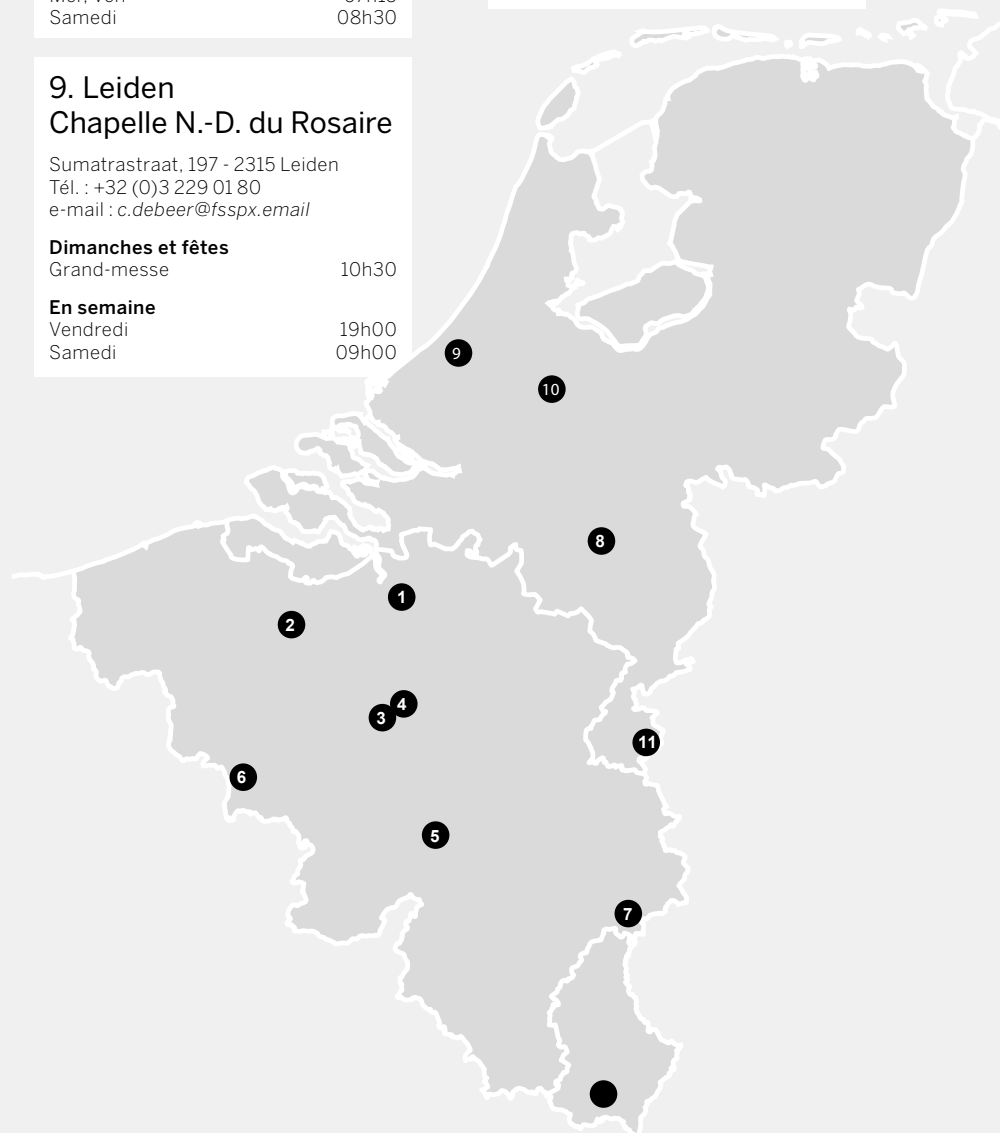 Samedi 08h30
9. Leiden
Chapelle N.-D. du Rosaire
Sumatrastraat, 197 - 2315 Leiden
Tél. : +32 (0)3 229 01 80
e-mail : c.debeer@fsspx.email
Dimanches et fêtes
Grand-messe 10h30
En semaine
Vendredi 19h00
Samedi 09h00
9
10
8
1
2
4
3
11
6
5
7